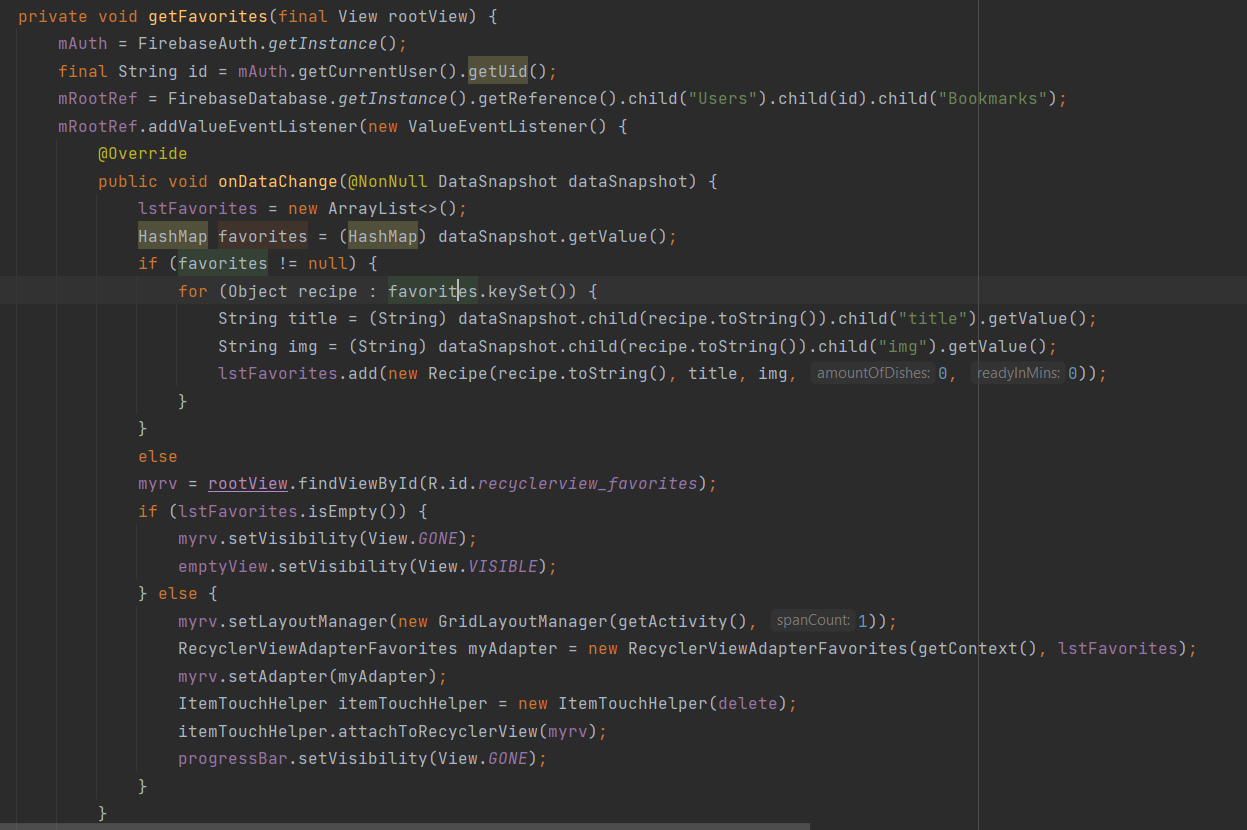 private void getFavorites(final View rootView) {
mAuth = FirebaseAuth.getInstance();
final String id = mAuth.getCurrentUser().getUid();
mRootRef = FirebaseDatabase.getInstance().getReference().child("Users").child(id).child("Bookmarks");
mRootRef.addValueEventListener(new ValueEventListener() {
@Override
public void onDataChange(@NonNull DataSnapshot dataSnapshot) {
lstFavorites = new ArrayList<>();
HashMap favorites = (HashMap) dataSnapshot.getValue();
if (favorites != null) {
for (Object recipe : favorites.keySet()) {
String title = (String) dataSnapshot.child(recipe.toString()).child("title").getValue();
String img = (String) dataSnapshot.child(recipe.toString()).child("img").getValue();
lstFavorites.add(new Recipe(recipe.toString(), title, img, amountOfDishes: 0, readyInMins: 0));
}
}
else
myrv = rootView.findViewById(R.id.recyclerview_favorites);
if (lstFavorites.isEmpty()) {
myrv.setVisibility(View.GONE);
emptyView.setVisibility(View.VISIBLE);
} else {
myrv.setLayoutManager(new GridLayoutManager(getActivity(), spanCount: 1));
RecyclerViewAdapterFavorites myAdapter = new RecyclerViewAdapterFavorites(getContext(), lstFavorites);
myrv.setAdapter(myAdapter);
ItemTouchHelper itemTouchHelper = new ItemTouchHelper(delete);
itemTouchHelper.attachToRecyclerView(myrv);
progressBar.setVisibility(View.GONE);
}
}